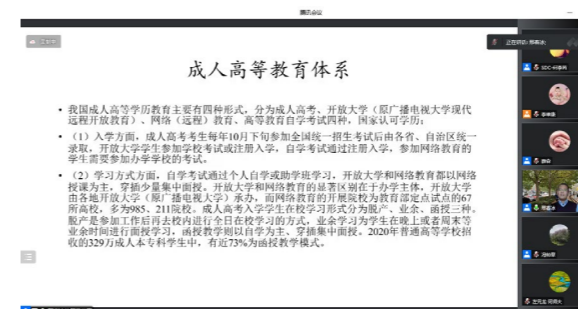 腾讯会议
成人高等教育体系
• 我国成人高等学历教育主要有四种形式，分为成人高考、开放大学（原广播电视大学现代
远程开放教育）、网络（远程）教育、高等教育自学考试四种，国家认可学历；
• （1）入学方面，成人高考考生每年10月下旬参加全国统一招生考试后由各省、自治区统一
录取，开放大学学生参加学校考试或注册入学，自学考试通过注册入学，参加网络教育的
学生需要参加办学学校的考试。
• （2）学习方式方面，自学考试通过个人自学或助学班学习，开放大学和网络教育都以网络
授课为主，穿插少量集中面授。开放大学和网络教育的显著区别在于办学主体，开放大学
由各地开放大学（原广播电视大学）承办，而网络教育的开展院校为教育部定点试点的67
所高校，多为985、211院校。成人高考入学学生在校学习形式分为脱产、业余、函授三种。
脱产是参加工作后再去校内进行全日在校学习的方式，业余学习为学生在晚上或者周末等
业余时间进行面授学习，函授教学则以自学为主、穿插集中面授。2020年普通高等学校招
收的329万成人本专科学生中，有近73%为函授教学模式。